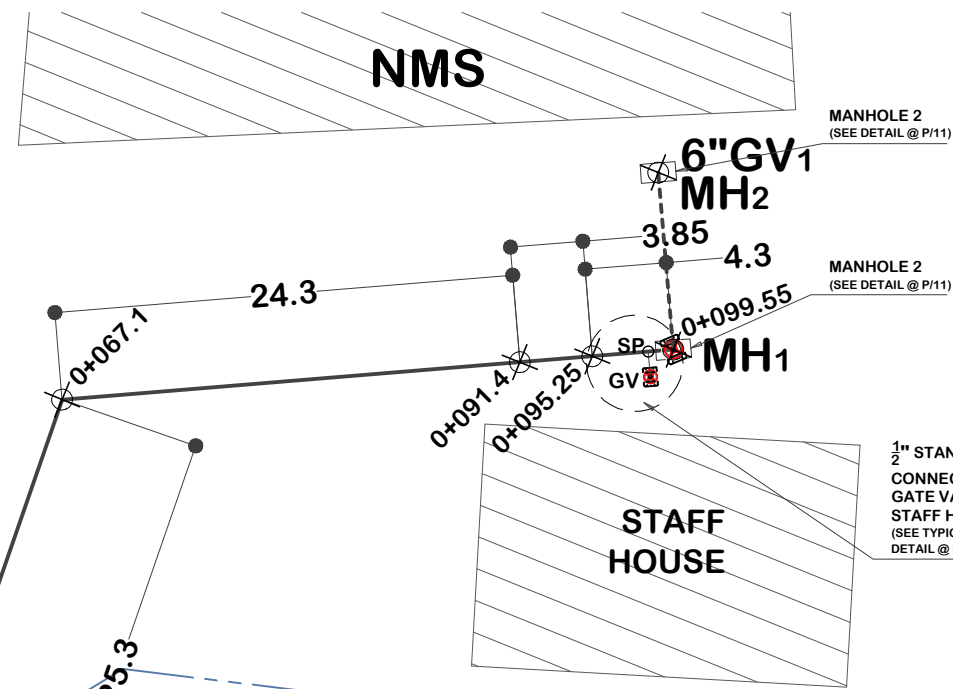 NMS
MANHOLE 2
(SEE DETAIL @ P/11)
6"GV1
MH2
3.85
4.3
MANHOLE 2
(SEE DETAIL @ P/11)
24.3
0+067.1
0+099.55
SP
MH1
GV
0+091.4
0+095.25
1/2" STAN
CONNEC
GATE VA
STAFF H
(SEE TYPIC
DETAIL @
STAFF
HOUSE
5.3